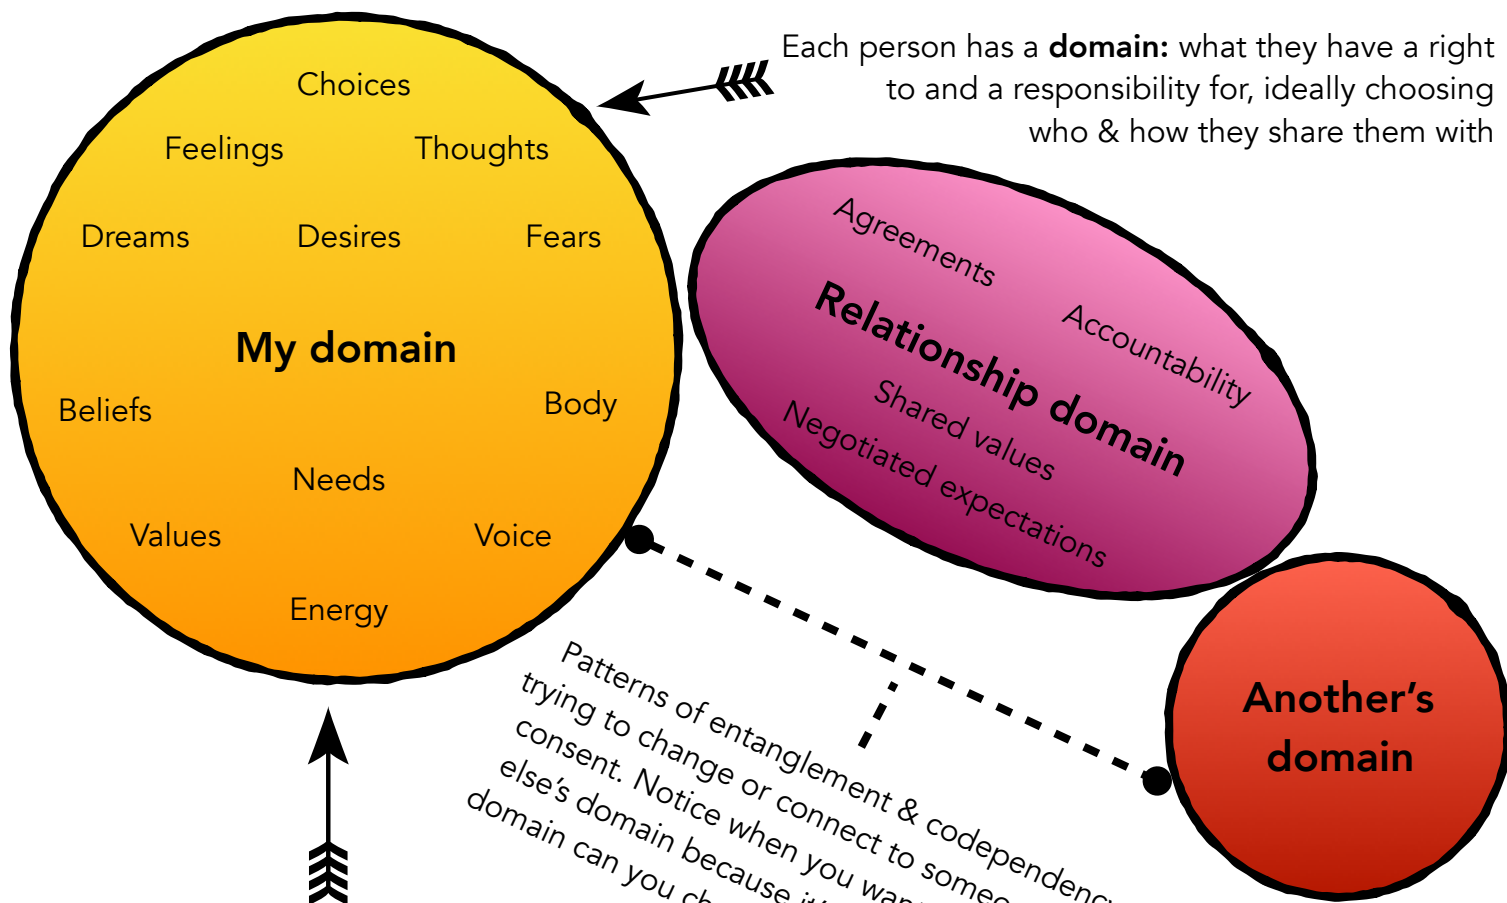 Each person has a domain: what they have a right
to and a responsibility for, ideally choosing
who & how they share them with
Choices
Feelings Thoughts
Dreams Desires Fears
My domain
Beliefs Body
Needs
Values Voice
Energy
Agreements
Accountability
Relationship domain
Shared values
Negotiated expectations
Another's
domain
Patterns of entanglement & codependency
trying to change or connect to
consent. Notice when you
else's domain because
domain can you